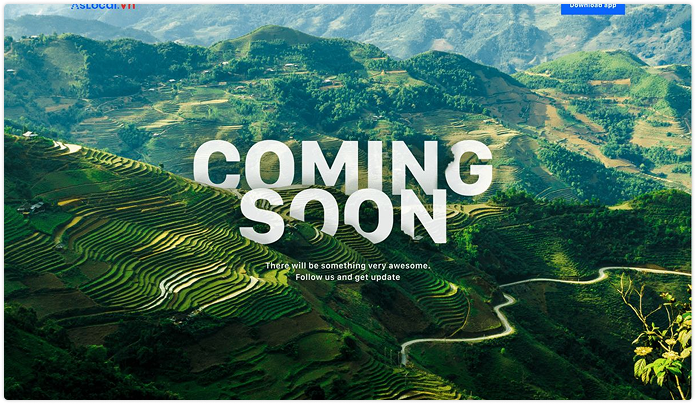 AsLocal.vn
Download app
COMING
SOON
There will be something very awesome.
Follow us and get update